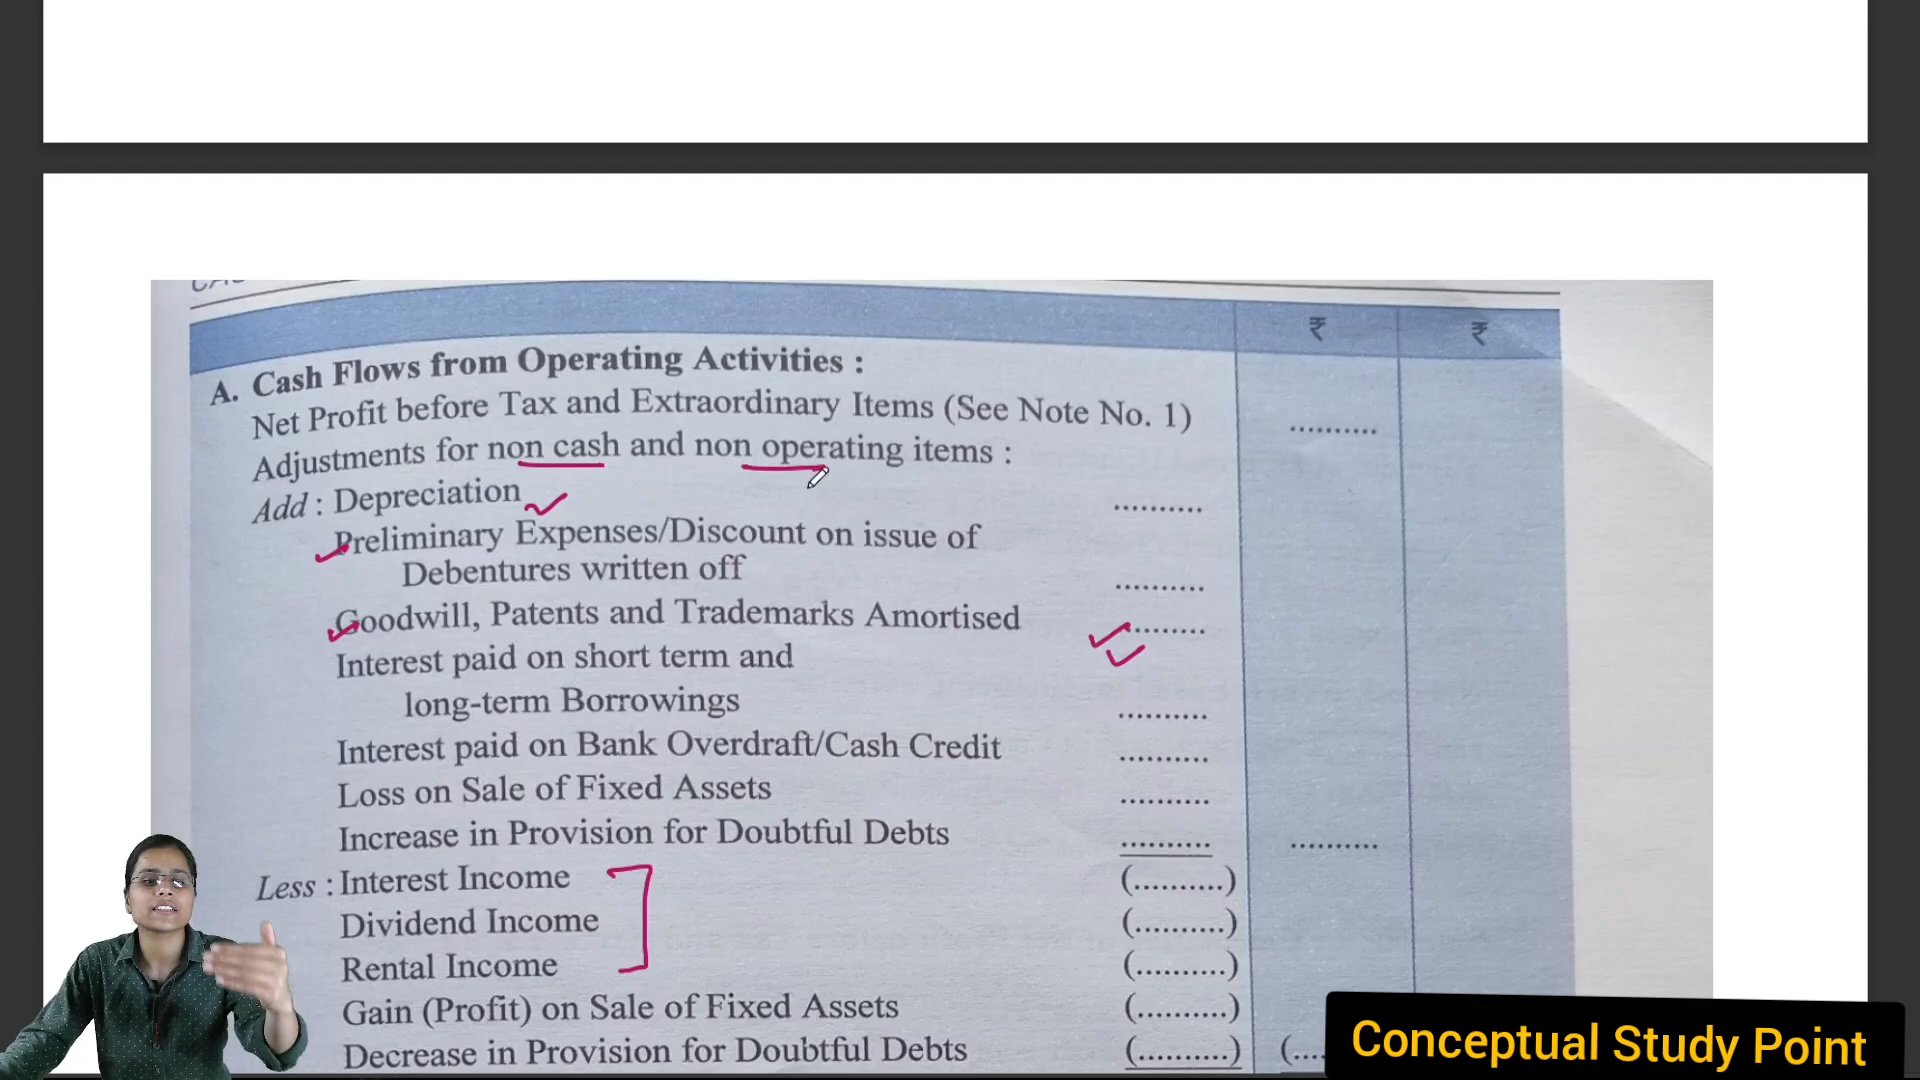 ₹ ₹
A. Cash Flows from Operating Activities :
Net Profit before Tax and Extraordinary Items (See Note No. 1) ..........
Adjustments for non cash and non operating items :
Add : Depreciation ..........
Preliminary Expenses/Discount on issue of
Debentures written off ..........
Goodwill, Patents and Trademarks Amortised ..........
Interest paid on short term and
long-term Borrowings ..........
Interest paid on Bank Overdraft/Cash Credit ..........
Loss on Sale of Fixed Assets ..........
Increase in Provision for Doubtful Debts .......... ..........
Less : Interest Income (..........)
Dividend Income (..........)
Rental Income (..........)
Gain (Profit) on Sale of Fixed Assets (..........)
Decrease in Provision for Doubtful Debts (..........) (....
Conceptual Study Point